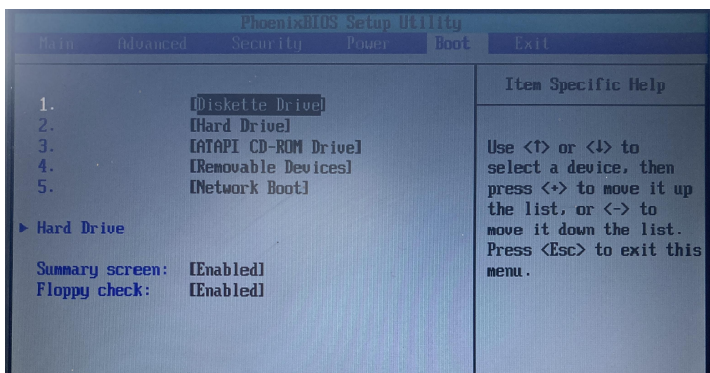 PhoenixBIOS Setup Utility
Main Advanced Security Power Boot Exit
1. [Diskette Drive]
2. [Hard Drive]
3. [ATAPI CD-ROM Drive]
4. [Removable Devices]
5. [Network Boot]
Hard Drive
Summary screen: [Enabled]
Floppy check: [Enabled]
Item Specific Help
Use <↑> or <↓> to
select a device, then
press <+> to move it up
the list, or <-> to
move it down the list.
Press <Esc> to exit this
menu.